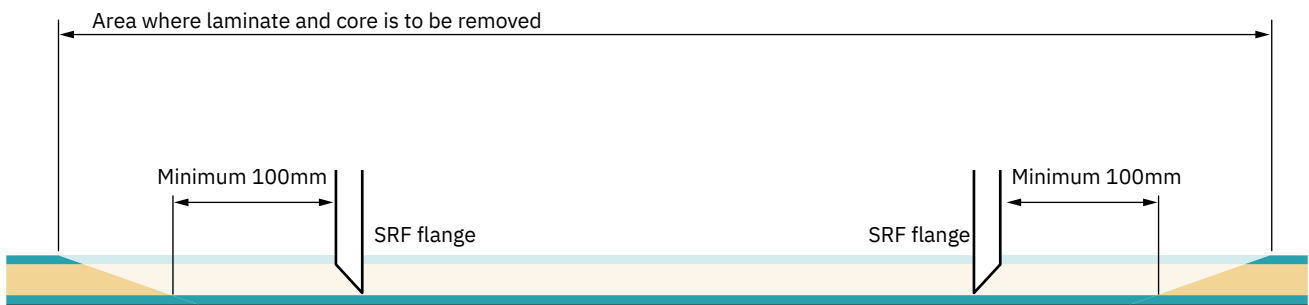 Area where laminate and core is to be removed
Minimum 100mm
Minimum 100mm
SRF flange
SRF flange